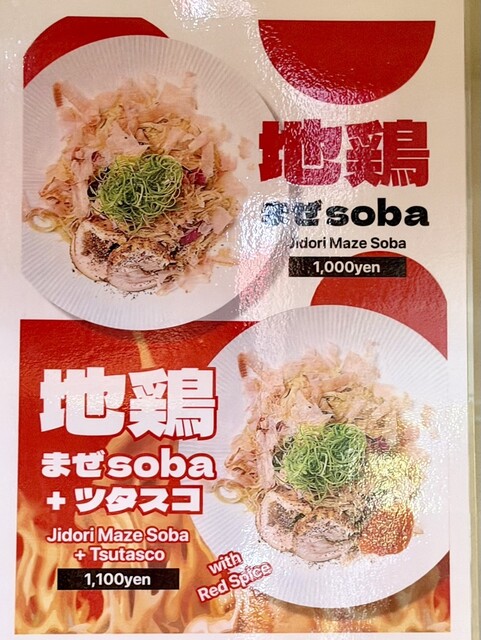 地鶏
まぜsoba
Jidori Maze Soba
1,000yen
地鶏
まぜsoba
+ ツタスコ
Jidori Maze Soba
+ Tsutasco
1,100yen
with
Red Spice